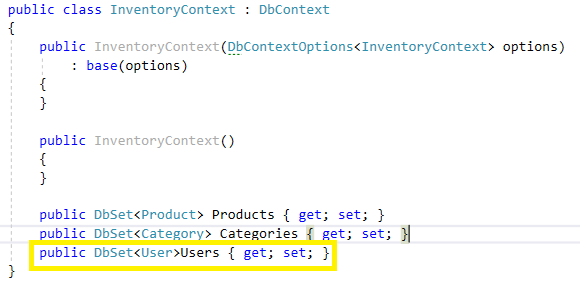 public class InventoryContext : DbContext
{
public InventoryContext(DbContextOptions<InventoryContext> options)
: base(options)
{
}
public InventoryContext()
{
}
public DbSet<Product> Products { get; set; }
public DbSet<Category> Categories { get; set; }
public DbSet<User>Users { get; set; }
}